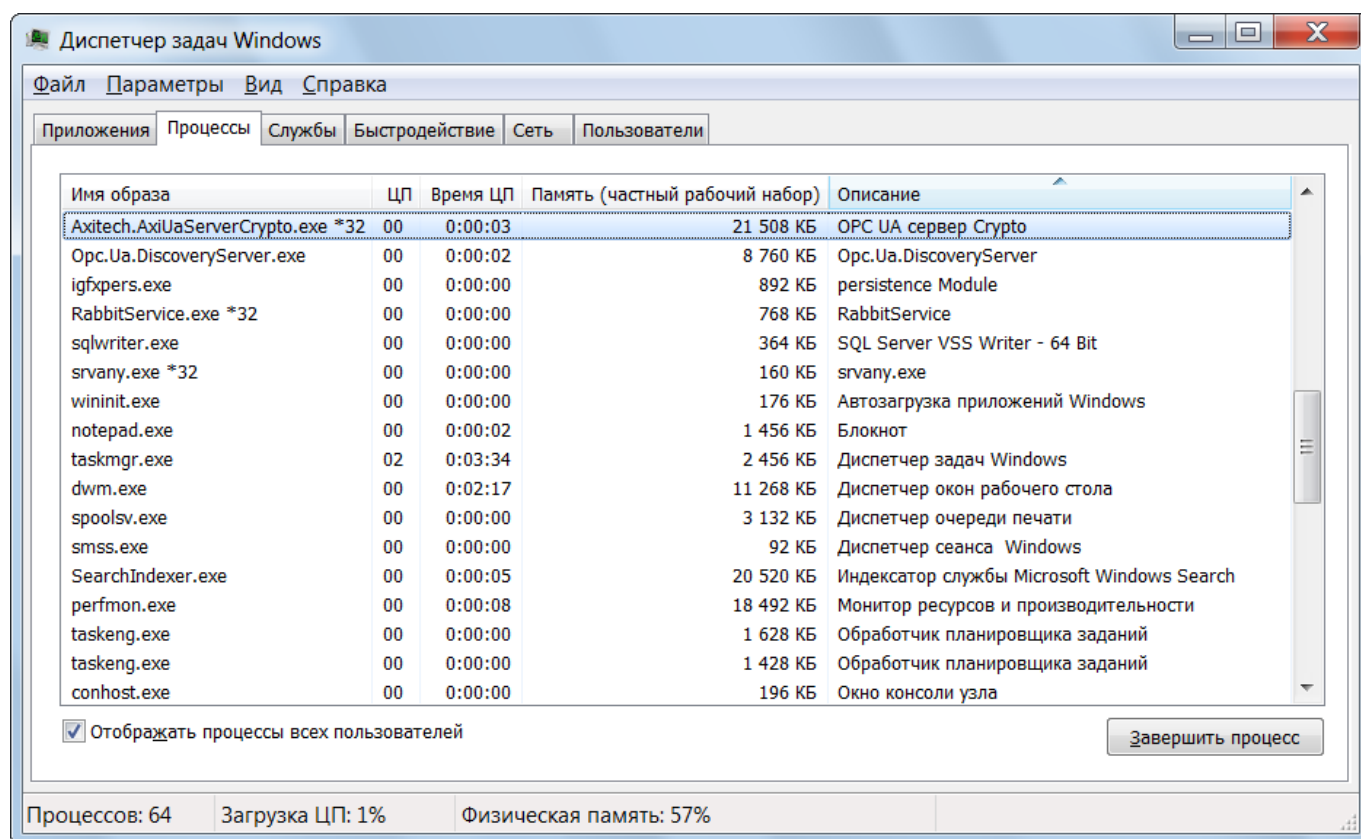 Диспетчер задач Windows
Файл Параметры Вид Справка
Приложения Процессы Службы Быстродействие Сеть Пользователи
Имя образа ЦП Время ЦП Память (частный рабочий набор) Описание
Axitech.AxiUaServerCrypto.exe *32 00 0:00:03 21 508 КБ OPC UA сервер Crypto
Opc.Ua.DiscoveryServer.exe 00 0:00:02 8 760 КБ Opc.Ua.DiscoveryServer
igfxpers.exe 00 0:00:00 892 КБ persistence Module
RabbitService.exe *32 00 0:00:00 768 КБ RabbitService
sqlwriter.exe 00 0:00:00 364 КБ SQL Server VSS Writer - 64 Bit
srvany.exe *32 00 0:00:00 160 КБ srvany.exe
wininit.exe 00 0:00:00 176 КБ Автозагрузка приложений Windows
notepad.exe 00 0:00:02 1 456 КБ Блокнот
taskmgr.exe 02 0:03:34 2 456 КБ Диспетчер задач Windows
dwm.exe 00 0:02:17 11 268 КБ Диспетчер окон рабочего стола
spoolsv.exe 00 0:00:00 3 132 КБ Диспетчер очереди печати
smss.exe 00 0:00:00 92 КБ Диспетчер сеанса Windows
SearchIndexer.exe 00 0:00:05 20 520 КБ Индексатор службы Microsoft Windows Search
perfmon.exe 00 0:00:08 18 492 КБ Монитор ресурсов и производительности
taskeng.exe 00 0:00:00 1 628 КБ Обработчик планировщика заданий
taskeng.exe 00 0:00:00 1 428 КБ Обработчик планировщика заданий
conhost.exe 00 0:00:00 196 КБ Окно консоли узла
Отображать процессы всех пользователей
Завершить процесс
Процессов: 64 Загрузка ЦП: 1% Физическая память: 57%